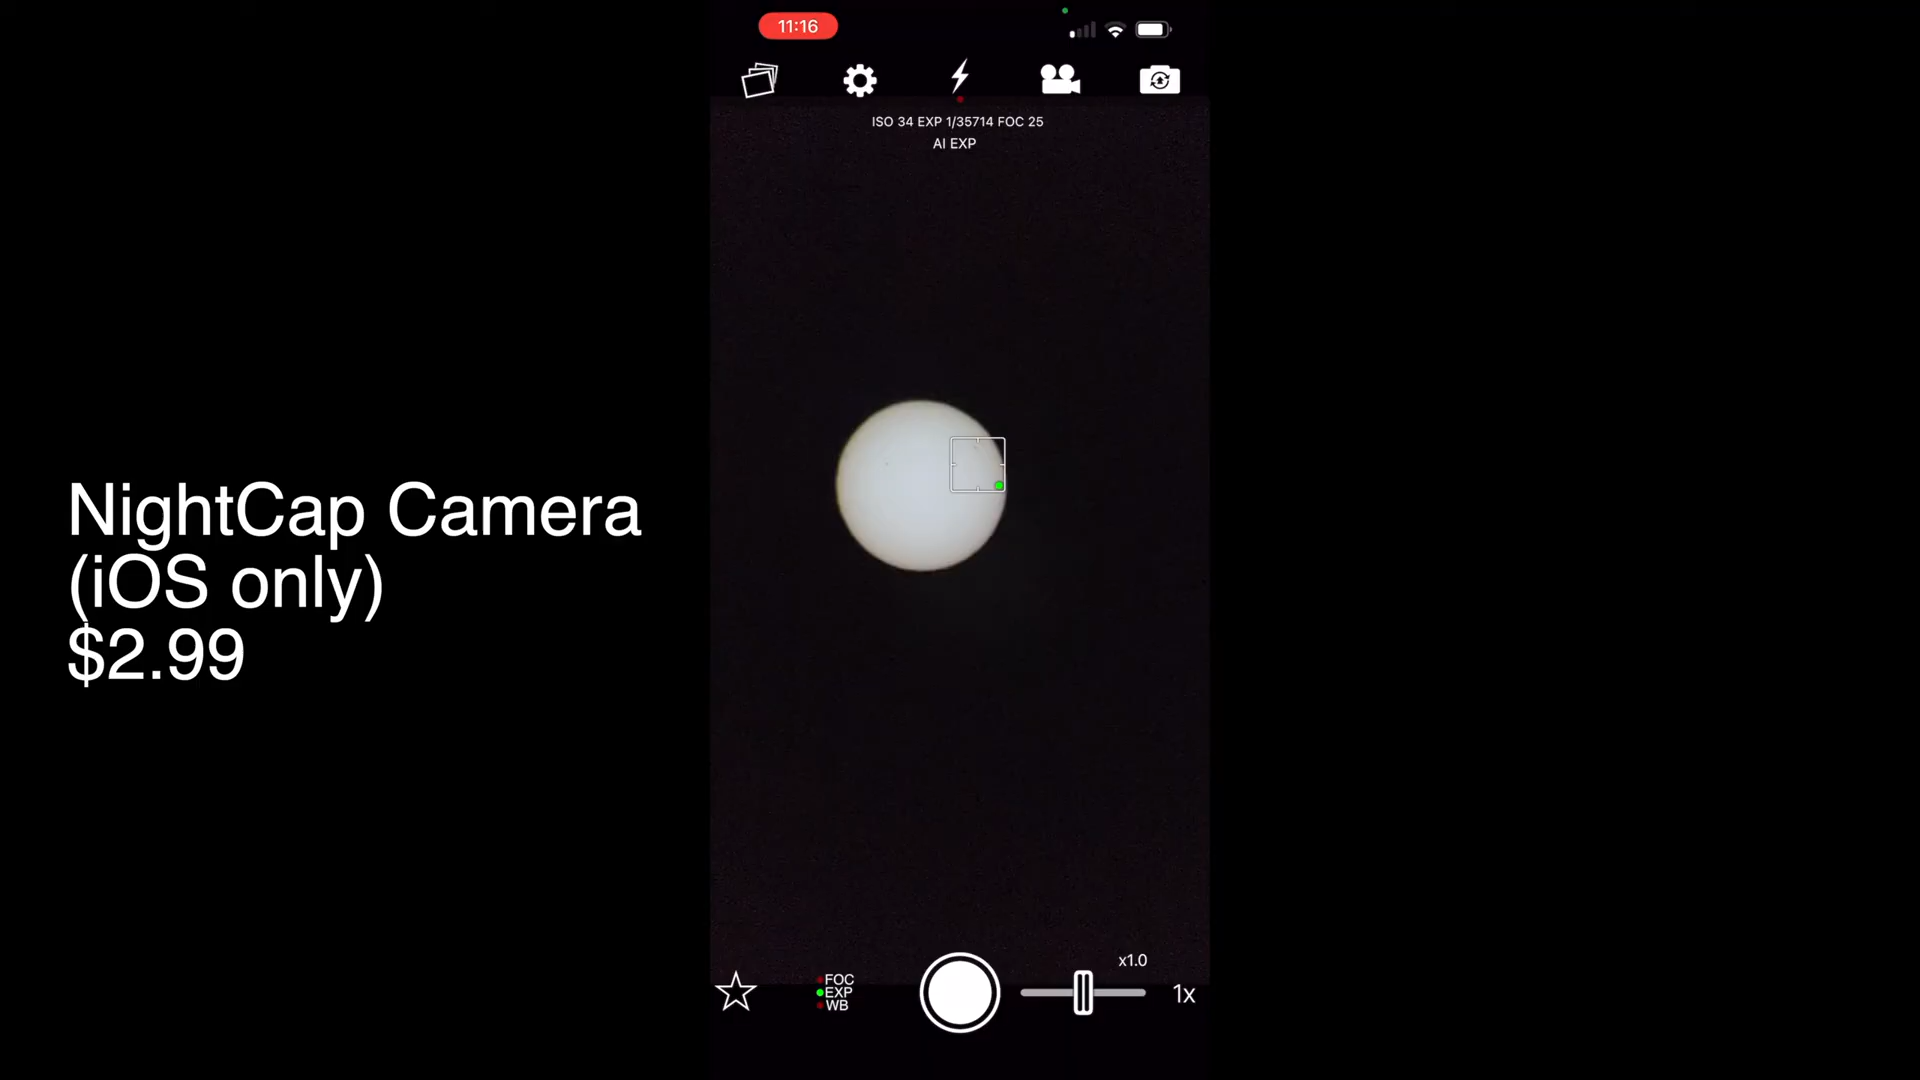 11:16
ISO 34 EXP 1/35714 FOC 25
AI EXP
NightCap Camera
(iOS only)
$2.99
x1.0
FOC
EXP
WB
1x